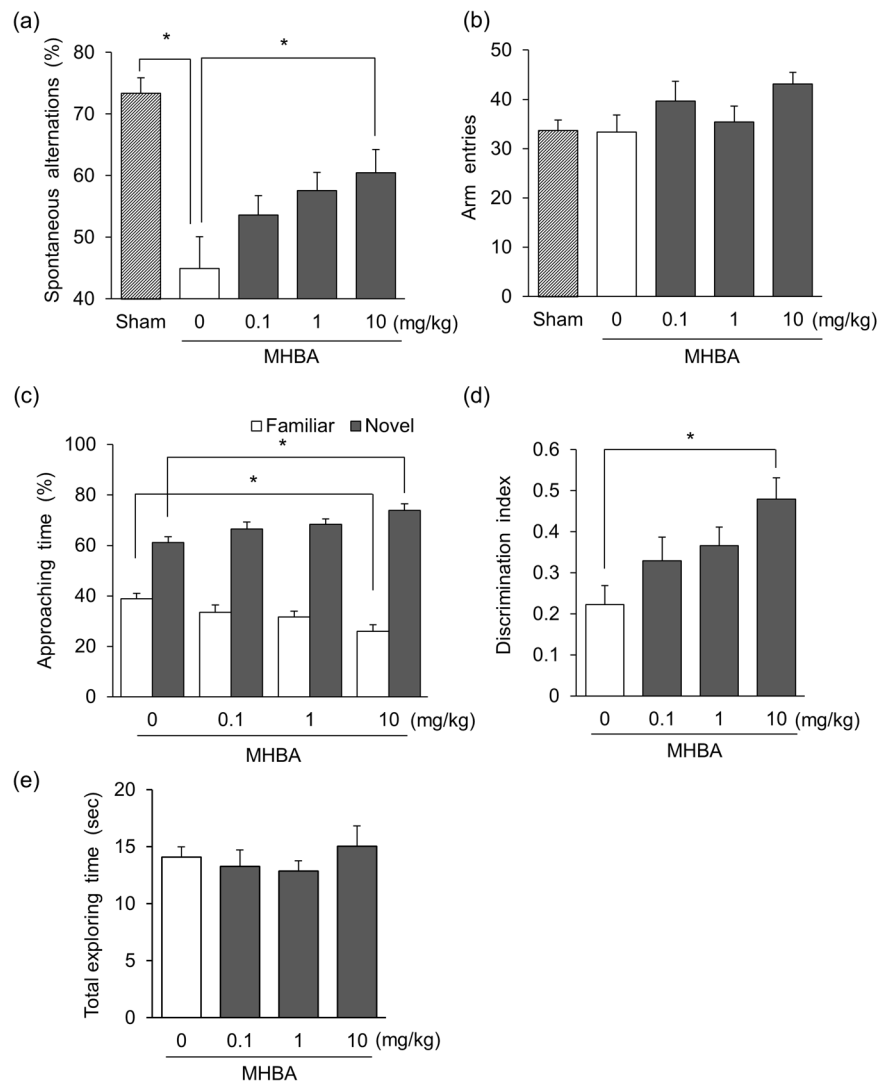 (a)
Spontaneous alternations (%)
80
70
60
50
40
*
*
Sham
0
0.1
1
10 (mg/kg)
MHBA
(b)
Arm entries
50
40
30
20
10
0
Sham
0
0.1
1
10 (mg/kg)
MHBA
(c)
Approaching time (%)
Familiar
Novel
100
80
60
40
20
0
*
*
0
0.1
1
10 (mg/kg)
MHBA
(d)
Discrimination index
0.6
0.5
0.4
0.3
0.2
0.1
0
*
0
0.1
1
10 (mg/kg)
MHBA
(e)
Total exploring time (sec)
20
15
10
5
0
0
0.1
1
10 (mg/kg)
MHBA